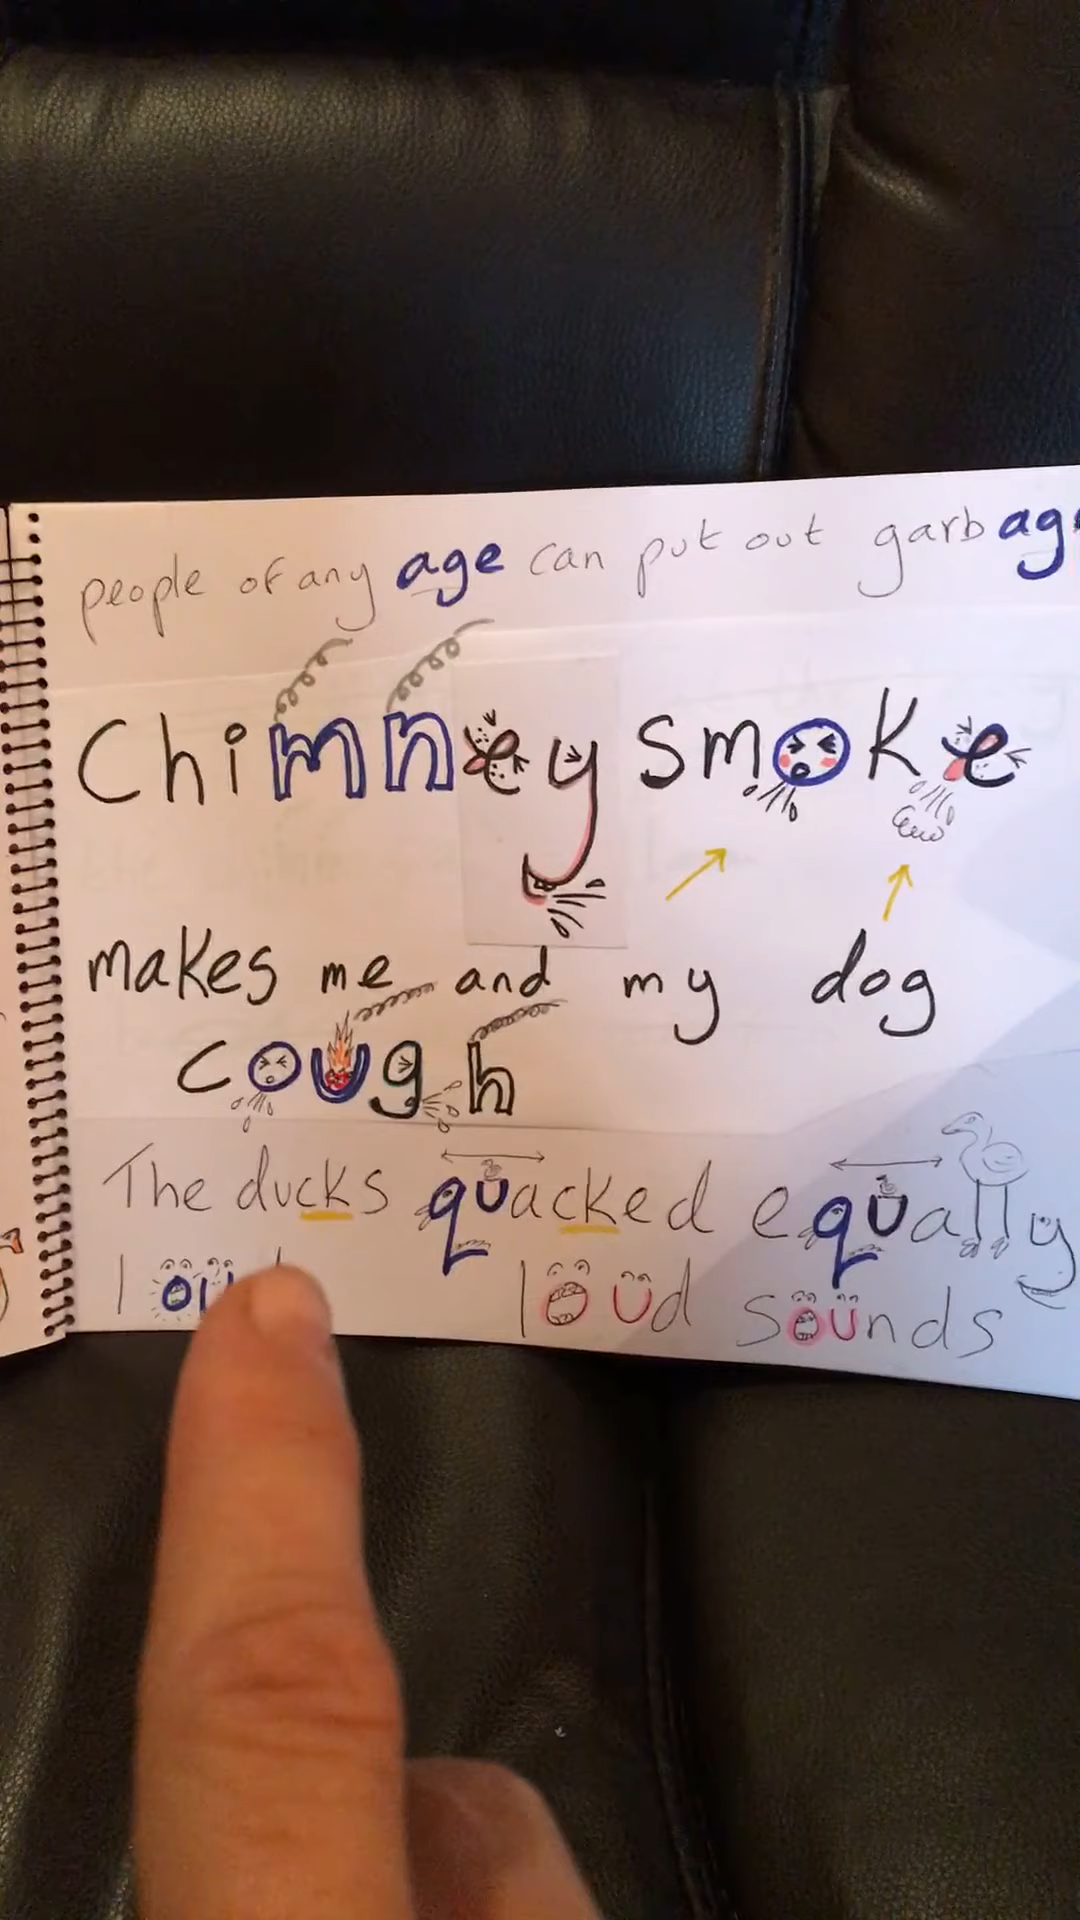 people of any age can put out garbag
Chimney smoke
makes me and my dog
cough
The ducks quacked equally
loud sounds